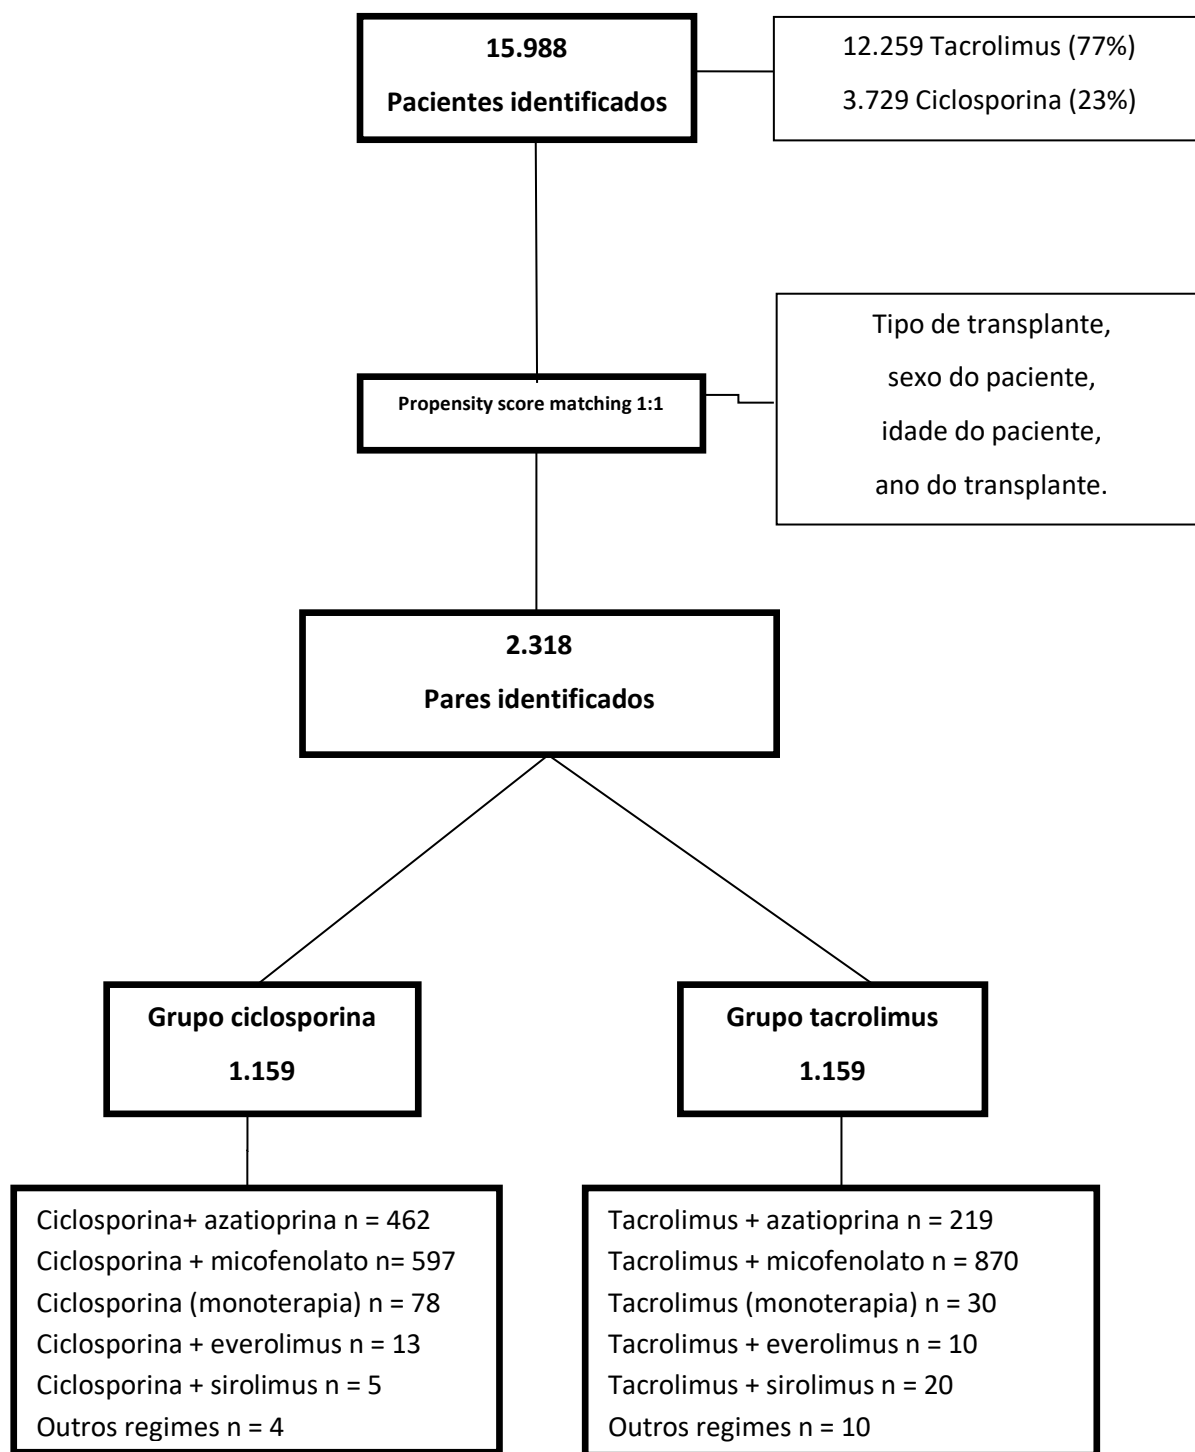 15.988
Pacientes identificados
12.259 Tacrolimus (77%)
3.729 Ciclosporina (23%)
Propensity score matching 1:1
Tipo de transplante,
sexo do paciente,
idade do paciente,
ano do transplante.
2.318
Pares identificados
Grupo ciclosporina
1.159
Grupo tacrolimus
1.159
Ciclosporina+ azatioprina n = 462
Ciclosporina + micofenolato n= 597
Ciclosporina (monoterapia) n = 78
Ciclosporina + everolimus n = 13
Ciclosporina + sirolimus n = 5
Outros regimes n = 4
Tacrolimus + azatioprina n = 219
Tacrolimus + micofenolato n = 870
Tacrolimus (monoterapia) n = 30
Tacrolimus + everolimus n = 10
Tacrolimus + sirolimus n = 20
Outros regimes n = 10